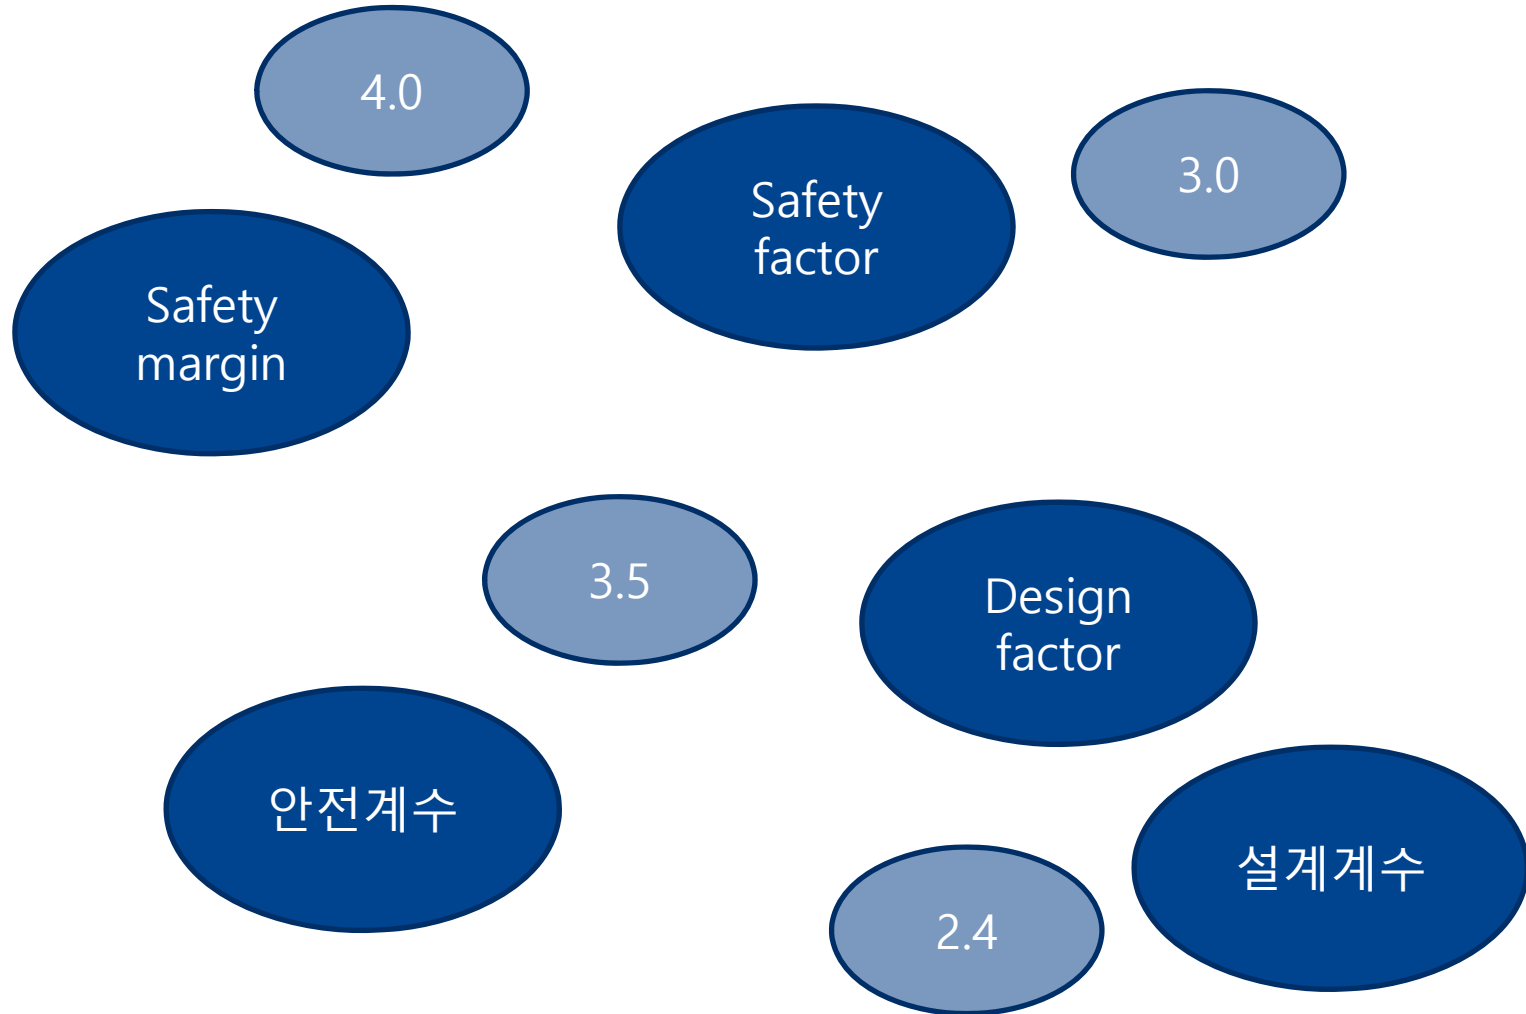 4.0
Safety
factor
3.0
Safety
margin
3.5
Design
factor
안전계수
설계계수
2.4